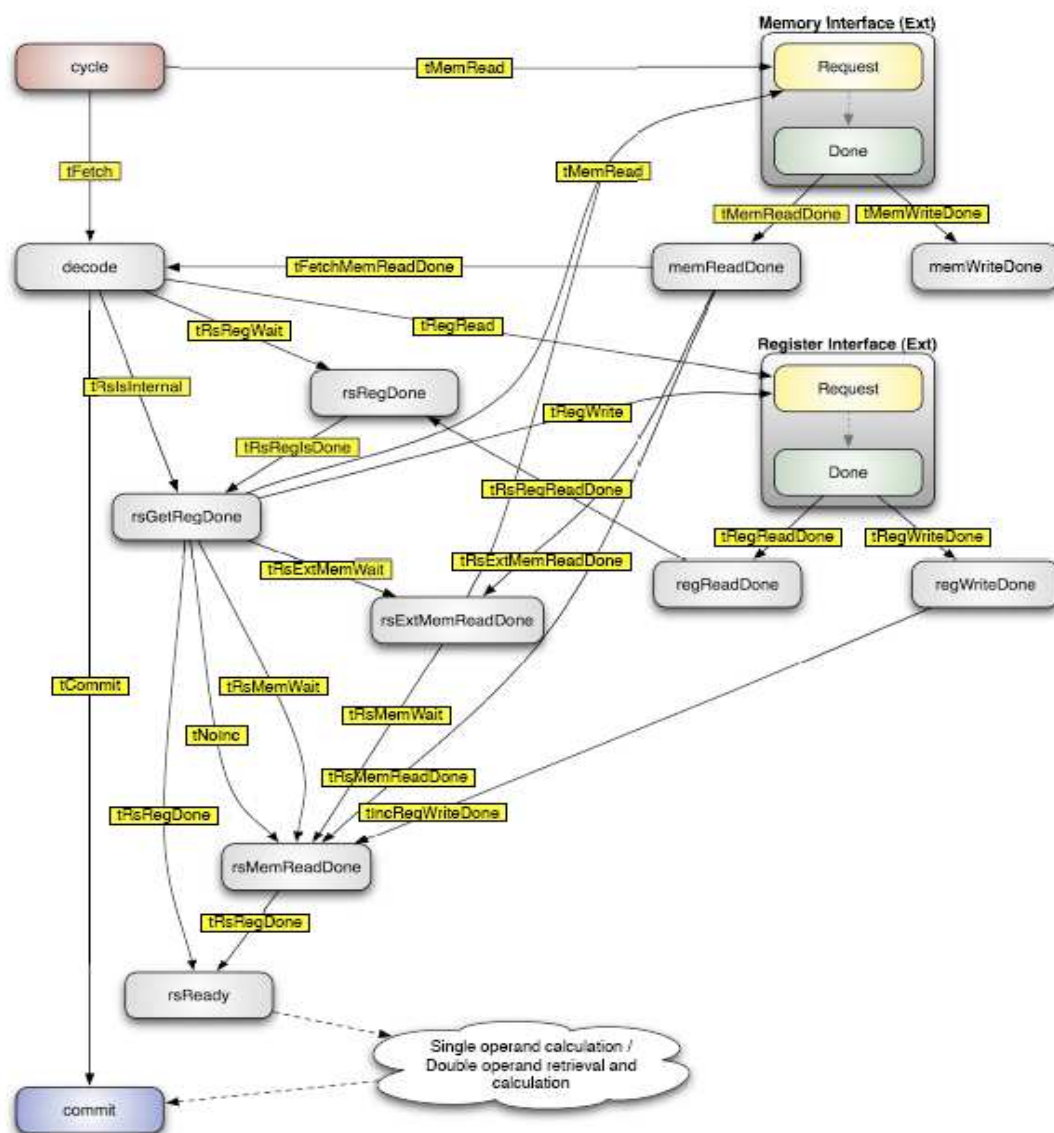 Memory Interface (Ext)
cycle
tMemRead
Request
tFetch
tMemRead
Done
tMemReadDone
tMemWriteDone
decode
tFetchMemReadDone
memReadDone
memWriteDone
tRsRegWait
tRegRead
Register Interface (Ext)
tRsIsInternal
rsRegDone
Request
tRegWrite
tRsRegIsDone
Done
tRsRegReadDone
rsGetRegDone
tRegReadDone
tRegWriteDone
tRsExtMemWait
tRsExtMemReadDone
regReadDone
regWriteDone
rsExtMemReadDone
tCommit
tRsMemWait
tRsMemWait
tNoInc
tRsMemReadDone
tRsRegDone
tIncRegWriteDone
rsMemReadDone
tRsRegDone
rsReady
Single operand calculation /
Double operand retrieval and
calculation
commit